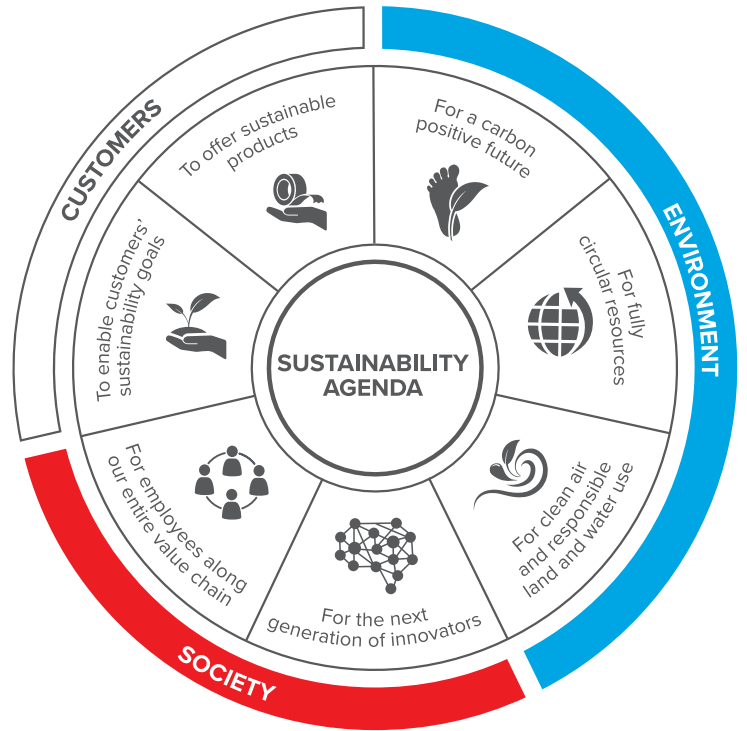 SUSTAINABILITY
AGENDA
ENVIRONMENT
For a carbon
positive future
For fully
circular resources
For clean air
and responsible
land and water use
SOCIETY
For the next
generation of innovators
For employees along
our entire value chain
CUSTOMERS
To enable customers’
sustainability goals
To offer sustainable
products